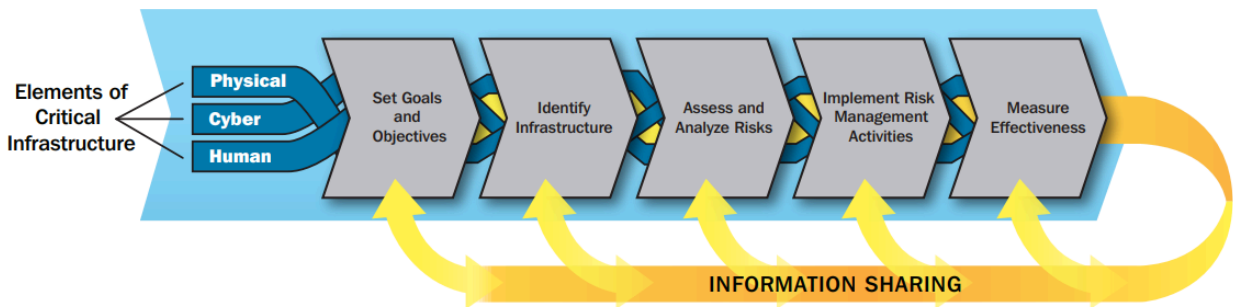 Elements of
Critical
Infrastructure
Physical
Cyber
Human
Set Goals
and
Objectives
Identify
Infrastructure
Assess and
Analyze Risks
Implement Risk
Management
Activities
Measure
Effectiveness
INFORMATION SHARING